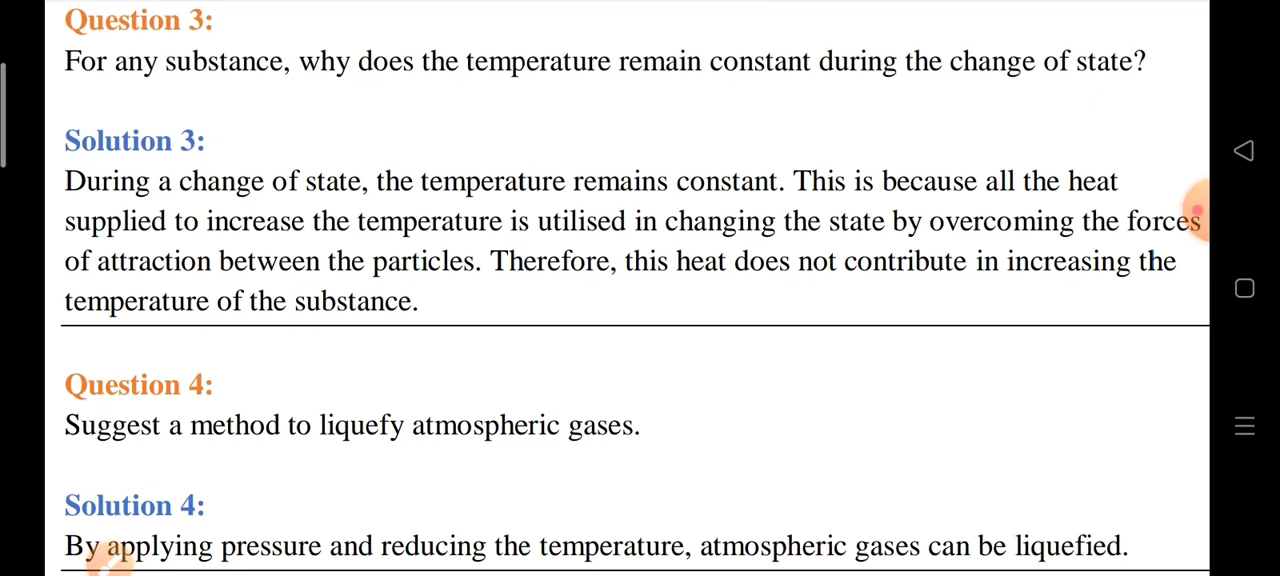 Question 3:
For any substance, why does the temperature remain constant during the change of state?
Solution 3:
During a change of state, the temperature remains constant. This is because all the heat
supplied to increase the temperature is utilised in changing the state by overcoming the forces
of attraction between the particles. Therefore, this heat does not contribute in increasing the
temperature of the substance.
Question 4:
Suggest a method to liquefy atmospheric gases.
Solution 4:
By applying pressure and reducing the temperature, atmospheric gases can be liquefied.